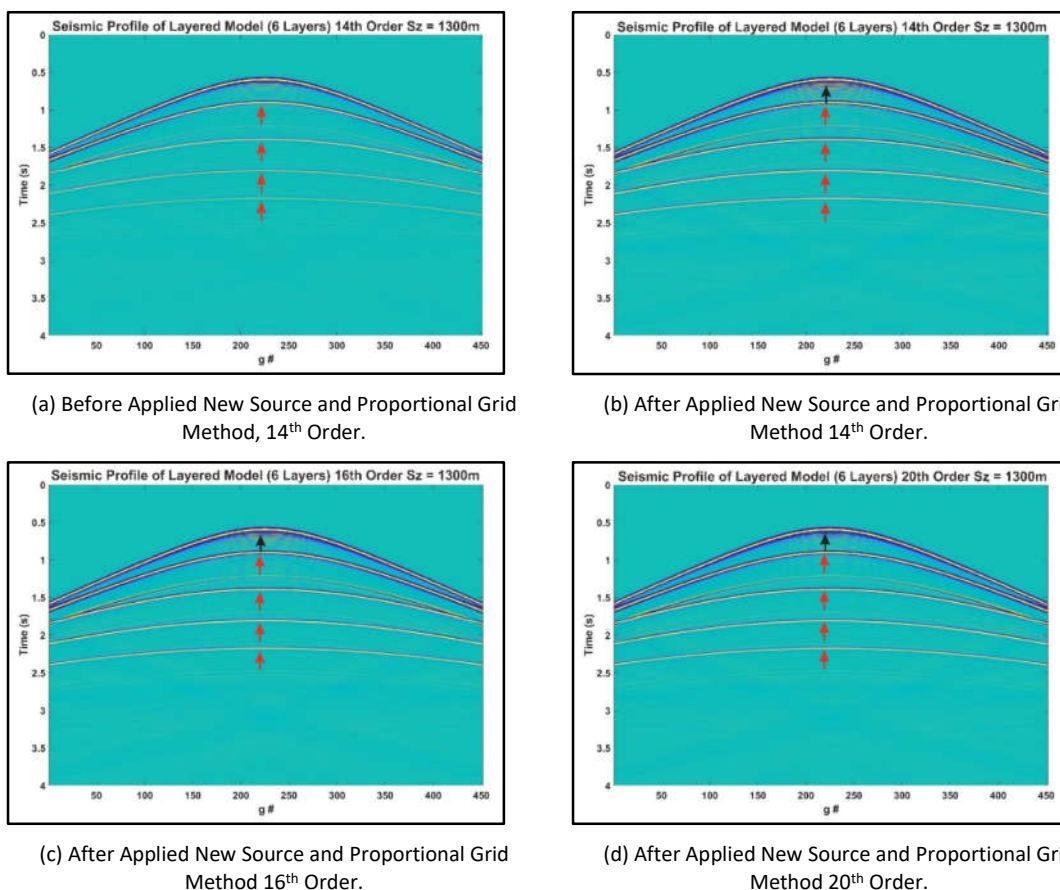 Seismic Profile of Layered Model (6 Layers) 14th Order Sz = 1300m
0
0.5
1
1.5
2
2.5
3
3.5
4
Time (s)
50 100 150 200 250 300 350 400 450
g #
(a) Before Applied New Source and Proportional Grid
Method, 14th Order.
Seismic Profile of Layered Model (6 Layers) 14th Order Sz = 1300m
0
0.5
1
1.5
2
2.5
3
3.5
4
Time (s)
50 100 150 200 250 300 350 400 450
g #
(b) After Applied New Source and Proportional Gri
Method 14th Order.
Seismic Profile of Layered Model (6 Layers) 16th Order Sz = 1300m
0
0.5
1
1.5
2
2.5
3
3.5
4
Time (s)
50 100 150 200 250 300 350 400 450
g #
(c) After Applied New Source and Proportional Grid
Method 16th Order.
Seismic Profile of Layered Model (6 Layers) 20th Order Sz = 1300m
0
0.5
1
1.5
2
2.5
3
3.5
4
Time (s)
50 100 150 200 250 300 350 400 450
g #
(d) After Applied New Source and Proportional Gri
Method 20th Order.